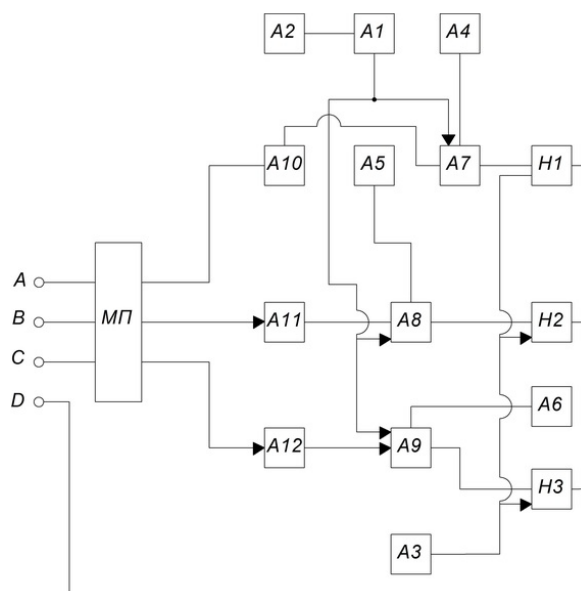 A2 A1 A4
A10 A5 A7 H1
A
B МП A11 A8 H2
C
D A6
A12 A9
H3
A3